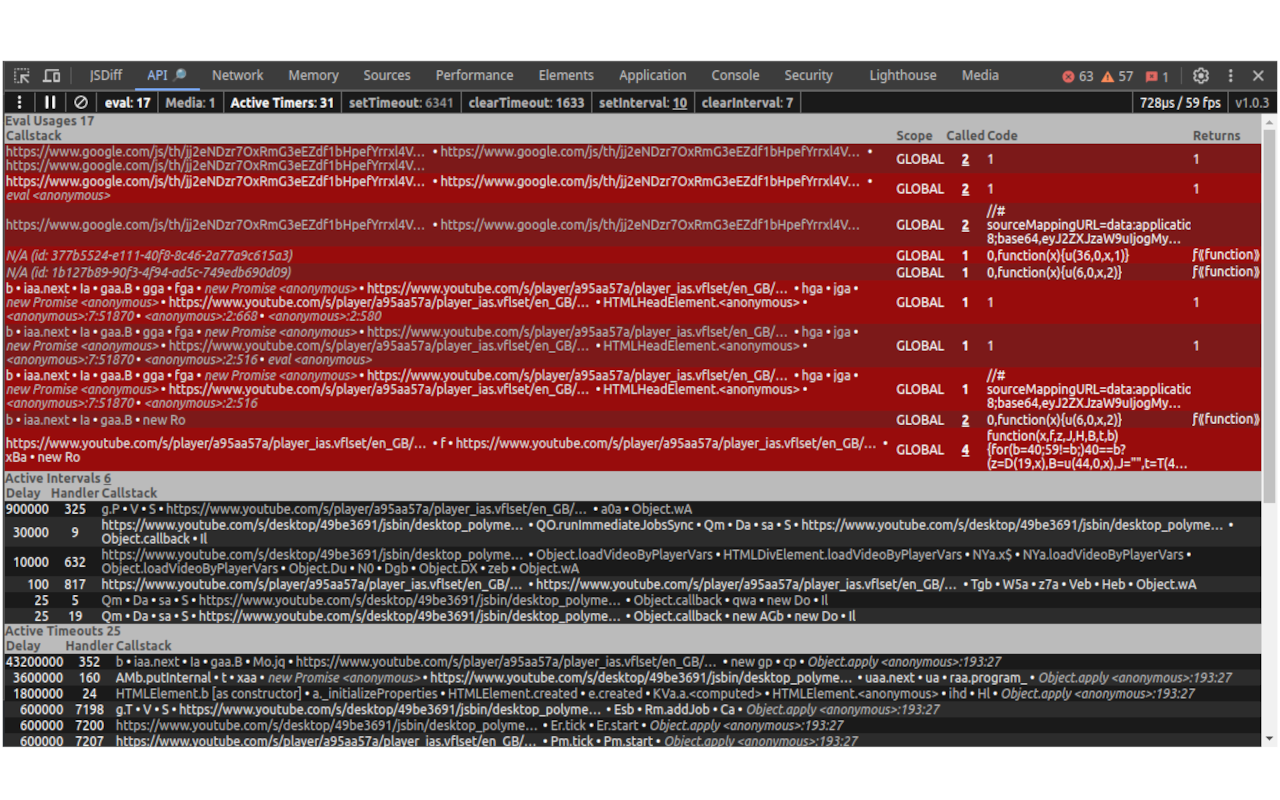 JSDiff API 🔎 Network Memory Sources Performance Elements Application Console Security Lighthouse Media 63 57 1
eval: 17 Media: 1 Active Timers: 31 setTimeout: 6341 clearTimeout: 1633 setInterval: 10 clearInterval: 7 728µs / 59 fps v1.0.3
Eval Usages 17
Callstack Scope Called Code Returns
https://www.google.com/js/th/jj2eNDzr7OxRmG3eEZdf1bHpefYrrxl4V… • https://www.google.com/js/th/jj2eNDzr7OxRmG3eEZdf1bHpefYrrxl4V… •
https://www.google.com/js/th/jj2eNDzr7OxRmG3eEZdf1bHpefYrrxl4V… GLOBAL 2 1 1
https://www.google.com/js/th/jj2eNDzr7OxRmG3eEZdf1bHpefYrrxl4V… • https://www.google.com/js/th/jj2eNDzr7OxRmG3eEZdf1bHpefYrrxl4V… •
eval <anonymous> GLOBAL 2 1 1
https://www.google.com/js/th/jj2eNDzr7OxRmG3eEZdf1bHpefYrrxl4V… • https://www.google.com/js/th/jj2eNDzr7OxRmG3eEZdf1bHpefYrrxl4V… GLOBAL 2 //#
sourceMappingURL=data:applicatic
8;base64,eyJ2ZXJzaW9uIjogMy…
N/A (id: 377b5524-e111-40f8-8c46-2a77a9c615a3) GLOBAL 1 0,function(x){u(36,0,x,1)} ƒ⟪function⟫
N/A (id: 1b127b89-90f3-4f94-ad5c-749edb690d09) GLOBAL 1 0,function(x){u(6,0,x,2)} ƒ⟪function⟫
b • iaa.next • Ia • gaa.B • gga • fga • new Promise <anonymous> • https://www.youtube.com/s/player/a95aa57a/player_ias.vflset/en_GB/… • hga • jga •
new Promise <anonymous> • https://www.youtube.com/s/player/a95aa57a/player_ias.vflset/en_GB/… • HTMLHeadElement.<anonymous> • GLOBAL 1 1 1
<anonymous>:7:51870 • <anonymous>:2:668 • <anonymous>:2:580
b • iaa.next • Ia • gaa.B • gga • fga • new Promise <anonymous> • https://www.youtube.com/s/player/a95aa57a/player_ias.vflset/en_GB/… • hga • jga •
new Promise <anonymous> • https://www.youtube.com/s/player/a95aa57a/player_ias.vflset/en_GB/… • HTMLHeadElement.<anonymous> • GLOBAL 1 1 1
<anonymous>:7:51870 • <anonymous>:2:516 • eval <anonymous>
b • iaa.next • Ia • gaa.B • gga • fga • new Promise <anonymous> • https://www.youtube.com/s/player/a95aa57a/player_ias.vflset/en_GB/… • hga • jga • //#
new Promise <anonymous> • https://www.youtube.com/s/player/a95aa57a/player_ias.vflset/en_GB/… • HTMLHeadElement.<anonymous> • GLOBAL 1 sourceMappingURL=data:applicatic
<anonymous>:7:51870 • <anonymous>:2:516 8;base64,eyJ2ZXJzaW9uIjogMy…
b • iaa.next • Ia • gaa.B • new Ro GLOBAL 2 0,function(x){u(6,0,x,2)} ƒ⟪function⟫
https://www.youtube.com/s/player/a95aa57a/player_ias.vflset/en_GB/… • f • https://www.youtube.com/s/player/a95aa57a/player_ias.vflset/en_GB/… •
xBa • new Ro GLOBAL 4 function(x,f,z,J,H,B,t,b)
{for(b=40;59!=b;)40==b?
(z=D(19,x),B=u(44,0,x),J="",t=T(4…
Active Intervals 6
Delay Handler Callstack
900000 325 g.P • V • S • https://www.youtube.com/s/player/a95aa57a/player_ias.vflset/en_GB/… • a0a • Object.wA
30000 9 https://www.youtube.com/s/desktop/49be3691/jsbin/desktop_polyme… • QO.runImmediateJobsSync • Qm • Da • sa • S • https://www.youtube.com/s/desktop/49be3691/jsbin/desktop_polyme… •
Object.callback • Il
10000 632 https://www.youtube.com/s/desktop/49be3691/jsbin/desktop_polyme… • Object.loadVideoByPlayerVars • HTMLDivElement.loadVideoByPlayerVars • NYa.x$ • NYa.loadVideoByPlayerVars •
Object.loadVideoByPlayerVars • Object.Du • N0 • Dgb • Object.DX • zeb • Object.wA
100 817 https://www.youtube.com/s/player/a95aa57a/player_ias.vflset/en_GB/… • https://www.youtube.com/s/player/a95aa57a/player_ias.vflset/en_GB/… • Tgb • W5a • z7a • Veb • Heb • Object.wA
25 5 Qm • Da • sa • S • https://www.youtube.com/s/desktop/49be3691/jsbin/desktop_polyme… • Object.callback • qwa • new Do • Il
25 19 Qm • Da • sa • S • https://www.youtube.com/s/desktop/49be3691/jsbin/desktop_polyme… • Object.callback • new AGb • new Do • Il
Active Timeouts 25
Delay Handler Callstack
43200000 352 b • iaa.next • Ia • gaa.B • Mo.jq • https://www.youtube.com/s/player/a95aa57a/player_ias.vflset/en_GB/… • new gp • cp • Object.apply <anonymous>:193:27
3600000 160 AMb.putInternal • t • xaa • new Promise <anonymous> • https://www.youtube.com/s/desktop/49be3691/jsbin/desktop_polyme… • uaa.next • ua • raa.program_ • Object.apply <anonymous>:193:27
1800000 24 HTMLElement.b [as constructor] • a._initializeProperties • HTMLElement.created • e.created • KVa.a.<computed> • HTMLElement.<anonymous> • ihd • Hl • Object.apply <anonymous>:193:27
600000 7198 g.T • V • S • https://www.youtube.com/s/desktop/49be3691/jsbin/desktop_polyme… • Esb • Rm.addJob • Ca • Object.apply <anonymous>:193:27
600000 7200 https://www.youtube.com/s/desktop/49be3691/jsbin/desktop_polyme… • Er.tick • Er.start • Object.apply <anonymous>:193:27
600000 7207 https://www.youtube.com/s/player/a95aa57a/player_ias.vflset/en_GB/… • Pm.tick • Pm.start • Object.apply <anonymous>:193:27